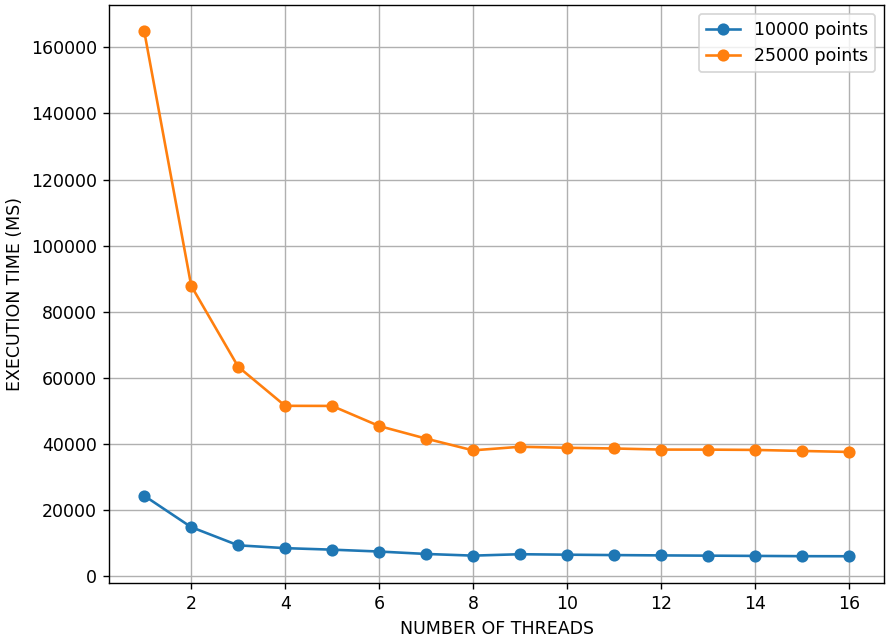 10000 points
25000 points
160000
140000
120000
100000
80000
60000
40000
20000
0
EXECUTION TIME (MS)
2 4 6 8 10 12 14 16
NUMBER OF THREADS